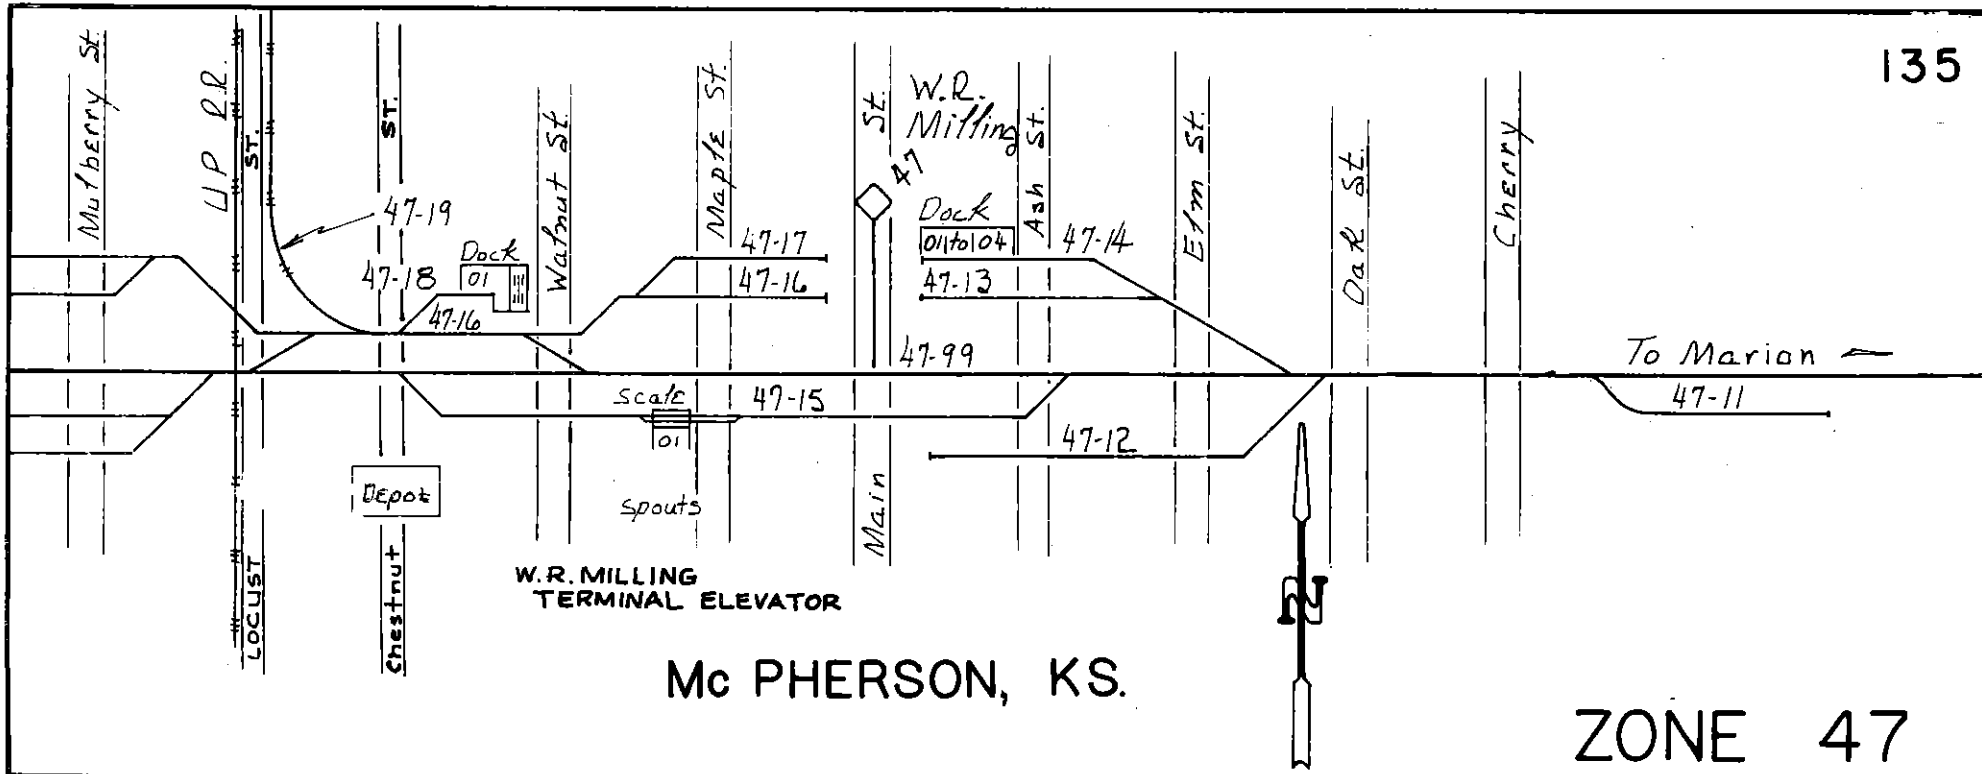 135
Mulberry St.
UP RR.
ST.
LOCUST
ST.
Chestnut
Walnut St.
Maple St.
St.
Main
W.R.
Milling
Ash St.
Elm St.
Oak St.
Cherry
47
47-19
47-18
Dock
01
47-16
47-17
47-16
Dock
01 to 04
47-14
47-13
47-99
To Marion
47-11
Scale
01
47-15
47-12
Depot
Spouts
W.R. MILLING
TERMINAL ELEVATOR
N
Mc PHERSON, KS.
ZONE 47